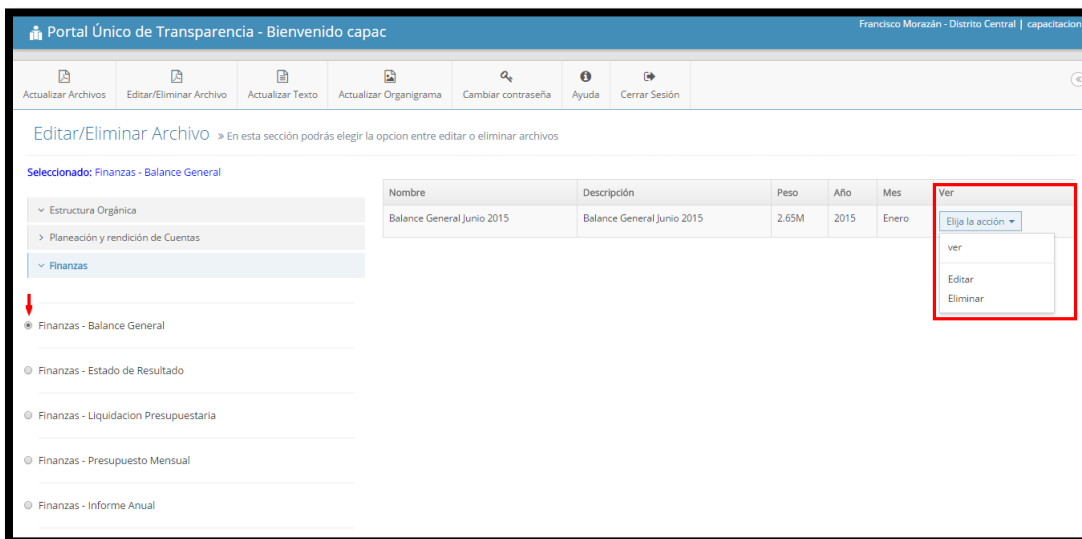 Portal Único de Transparencia - Bienvenido capac
Francisco Morazán - Distrito Central | capacitacion
Actualizar Archivos
Editar/Eliminar Archivo
Actualizar Texto
Actualizar Organigrama
Cambiar contraseña
Ayuda
Cerrar Sesión
Editar/Eliminar Archivo » En esta sección podrás elegir la opcion entre editar o eliminar archivos
Seleccionado: Finanzas - Balance General
Estructura Orgánica
Planeación y rendición de Cuentas
Finanzas
Finanzas - Balance General
Finanzas - Estado de Resultado
Finanzas - Liquidacion Presupuestaria
Finanzas - Presupuesto Mensual
Finanzas - Informe Anual
Nombre Descripción Peso Año Mes Ver
Balance General Junio 2015 Balance General Junio 2015 2.65M 2015 Enero Elija la acción
ver
Editar
Eliminar